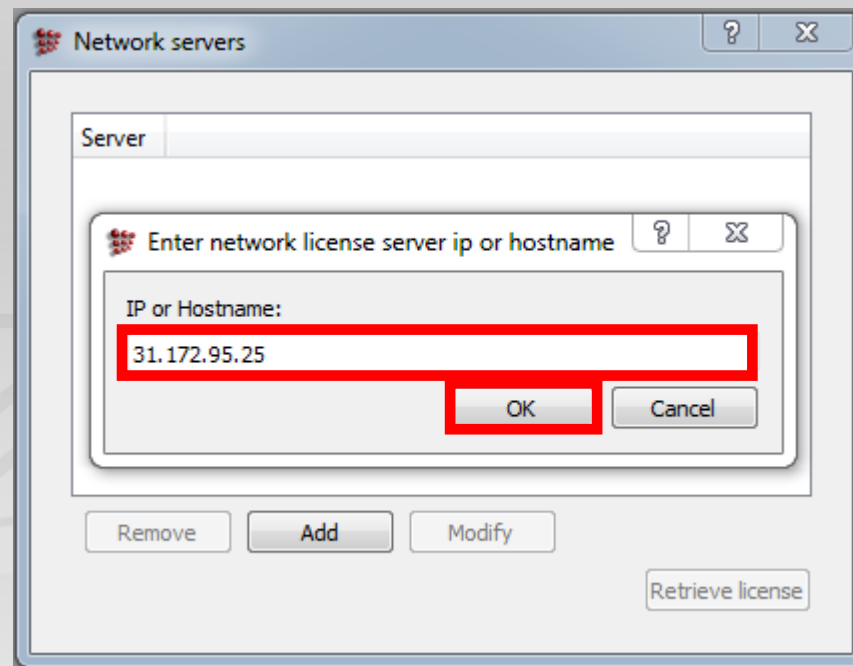 Network servers
Server
Enter network license server ip or hostname
IP or Hostname:
31.172.95.25
OK Cancel
Remove Add Modify
Retrieve license